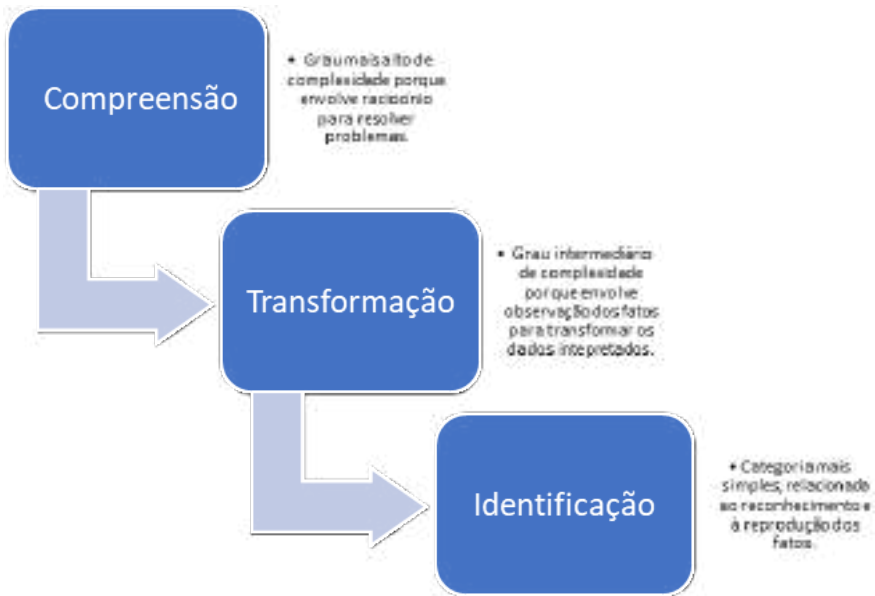 Compreensão
• Grau mais alto de
complexidade porque
envolve raciocínio
para resolver
problemas.
Transformação
• Grau intermediário
de complexidade
porque envolve
observação dos fatos
para transformar os
dados intepretados.
Identificação
• Categoria mais
simples, relacionada
ao reconhecimento e
à reprodução dos
fatos.